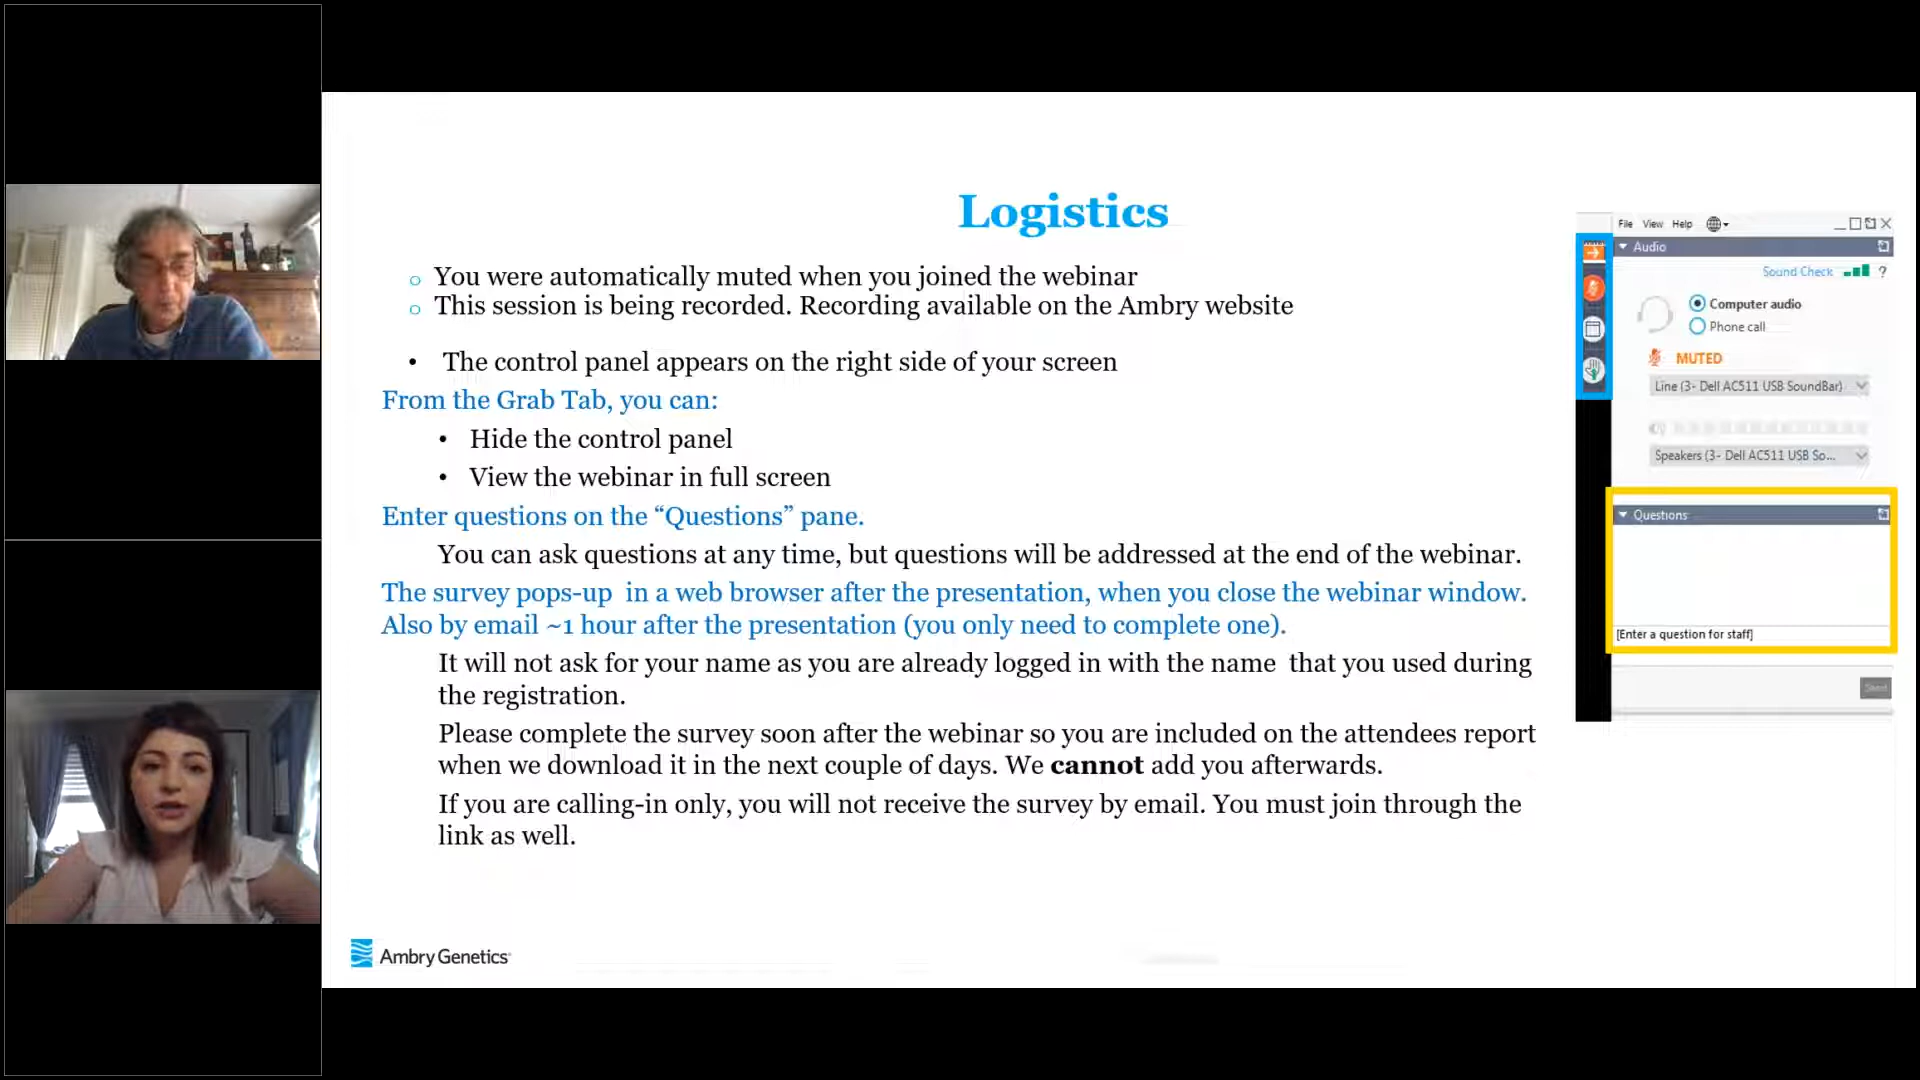 Logistics
You were automatically muted when you joined the webinar
This session is being recorded. Recording available on the Ambry website
The control panel appears on the right side of your screen
From the Grab Tab, you can:
Hide the control panel
View the webinar in full screen
Enter questions on the “Questions” pane.
You can ask questions at any time, but questions will be addressed at the end of the webinar.
The survey pops-up in a web browser after the presentation, when you close the webinar window.
Also by email ~1 hour after the presentation (you only need to complete one).
It will not ask for your name as you are already logged in with the name that you used during
the registration.
Please complete the survey soon after the webinar so you are included on the attendees report
when we download it in the next couple of days. We cannot add you afterwards.
If you are calling-in only, you will not receive the survey by email. You must join through the
link as well.
Ambry Genetics
File View Help
Audio
Sound Check ?
Computer audio
Phone call
MUTED
Line (3- Dell AC511 USB SoundBar)
Speakers (3- Dell AC511 USB So...
Questions
[Enter a question for staff]
Send